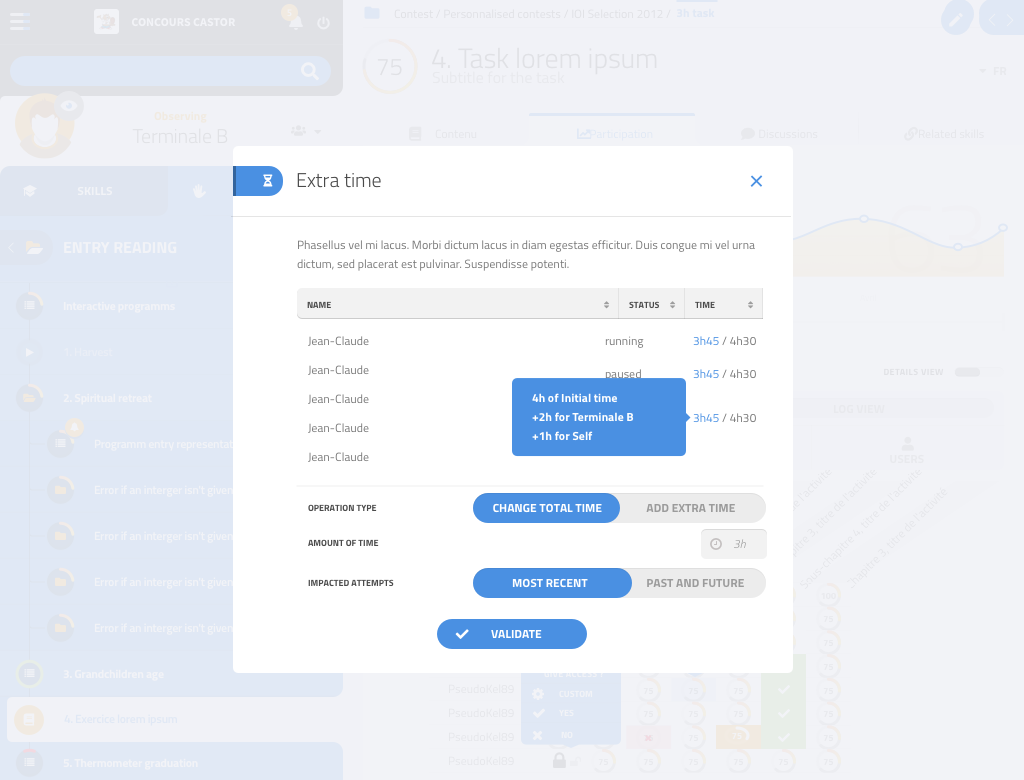 CONCOURS CASTOR
Contest / Personnalised contests / IOI Selection 2012 / 3h task
75
4. Task lorem ipsum
Subtitle for the task
FR
Observing
Terminale B
Contenu
Participation
Discussions
Related skills
SKILLS
ENTRY READING
Interactive programms
2. Spiritual retreat
Programm entry representat
Error if an interger isn't given
Error if an interger isn't given
Error if an interger isn't given
Error if an interger isn't given
3. Grandchildren age
4. Exercice lorem ipsum
5. Thermometer graduation
Extra time
Phasellus vel mi lacus. Morbi dictum lacus in diam egestas efficitur. Duis congue mi vel urna
dictum, sed placerat est pulvinar. Suspendisse potenti.
NAME STATUS TIME
Jean-Claude running 3h45 / 4h30
Jean-Claude paused 3h45 / 4h30
Jean-Claude
Jean-Claude 3h45 / 4h30
Jean-Claude
4h of Initial time
+2h for Terminale B
+1h for Self
OPERATION TYPE CHANGE TOTAL TIME ADD EXTRA TIME
AMOUNT OF TIME 3h
IMPACTED ATTEMPTS MOST RECENT PAST AND FUTURE
VALIDATE
DETAILS VIEW
LOG VIEW
USERS
CUSTOM
YES
NO
PseudoKal89
PseudoKal89
PseudoKal89
PseudoKal89